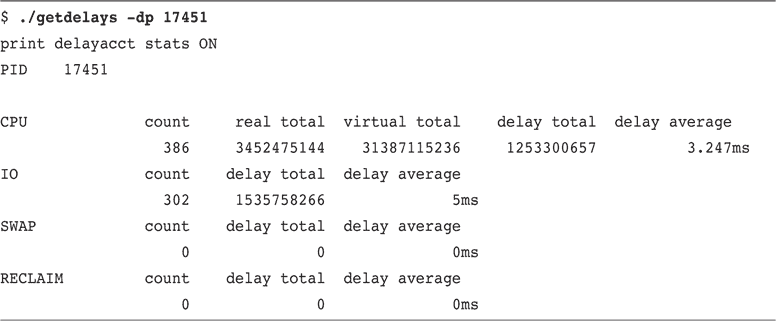 $ ./getdelays -dp 17451
print delayacct stats ON
PID    17451
CPU             count     real total  virtual total    delay total  delay average
                  386     3452475144    31387115236     1253300657        3.247ms
IO              count    delay total  delay average
                  302     1535758266            5ms
SWAP            count    delay total  delay average
                    0              0            0ms
RECLAIM         count    delay total  delay average
                    0              0            0ms